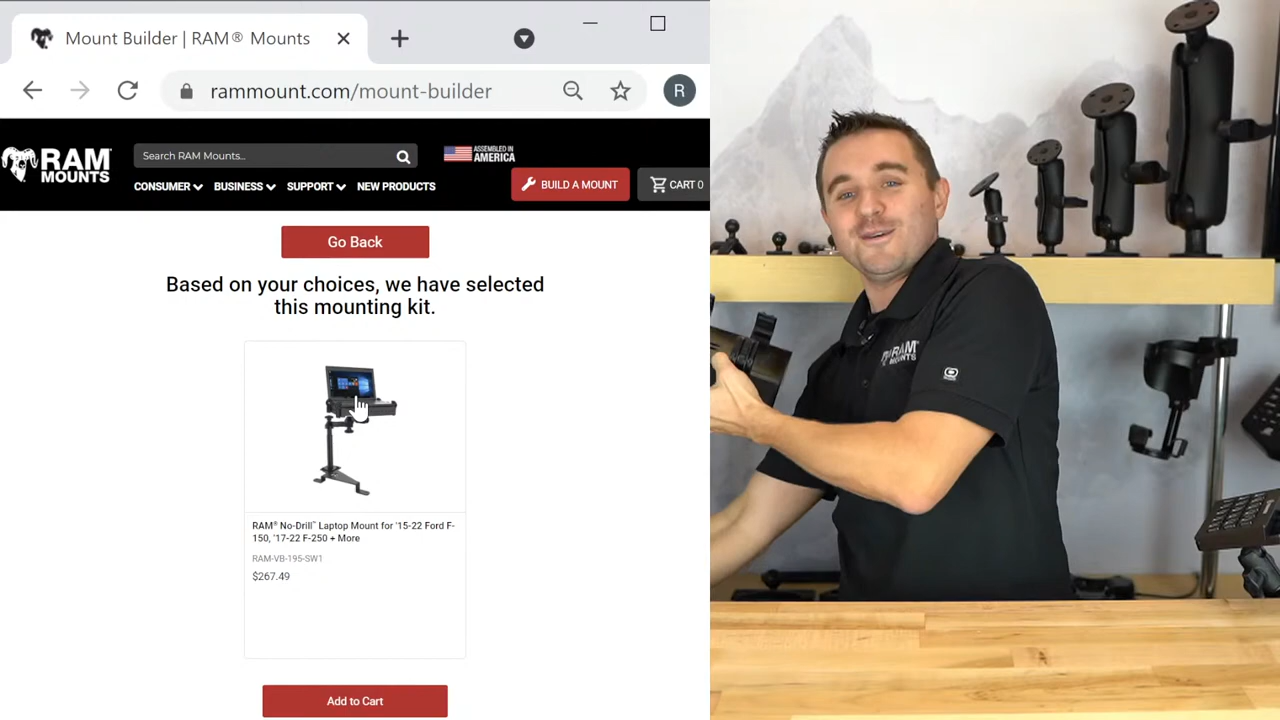 Mount Builder | RAM® Mounts
rammount.com/mount-builder
R
RAM
MOUNTS
Search RAM Mounts...
ASSEMBLED IN
AMERICA
CONSUMER
BUSINESS
SUPPORT
NEW PRODUCTS
BUILD A MOUNT
CART 0
Go Back
Based on your choices, we have selected
this mounting kit.
RAM® No-Drill™ Laptop Mount for '15-22 Ford F-
150, '17-22 F-250 + More
RAM-VB-195-SW1
$267.49
Add to Cart
RAM®
MOUNTS